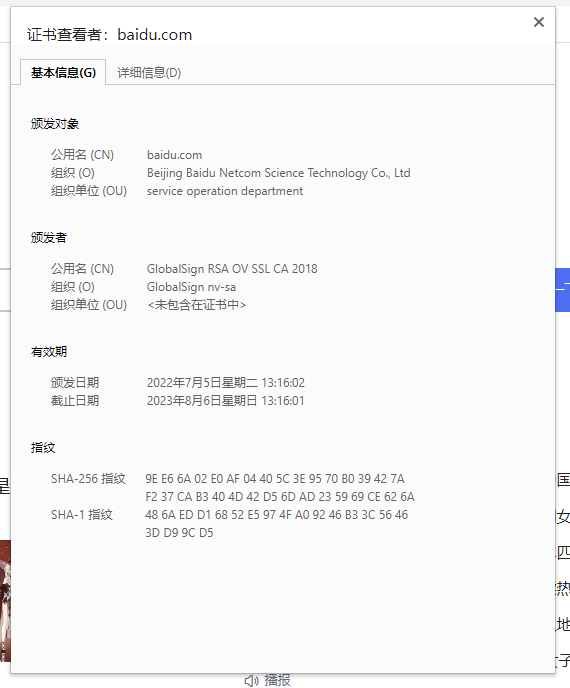 证书查看者：baidu.com
基本信息(G) 详细信息(D)
颁发对象
公用名 (CN) baidu.com
组织 (O) Beijing Baidu Netcom Science Technology Co., Ltd
组织单位 (OU) service operation department
颁发者
公用名 (CN) GlobalSign RSA OV SSL CA 2018
组织 (O) GlobalSign nv-sa
组织单位 (OU) <未包含在证书中>
有效期
颁发日期 2022年7月5日星期二 13:16:02
截止日期 2023年8月6日星期日 13:16:01
指纹
SHA-256 指纹 9E E6 6A 02 E0 AF 04 40 5C 3E 95 70 B0 39 42 7A
F2 37 CA B3 40 4D 42 D5 6D AD 23 59 69 CE 62 6A
SHA-1 指纹 48 6A ED D1 68 52 E5 97 4F A0 92 46 B3 3C 56 46
3D D9 9C D5
国
女
四
热
地
子
播报